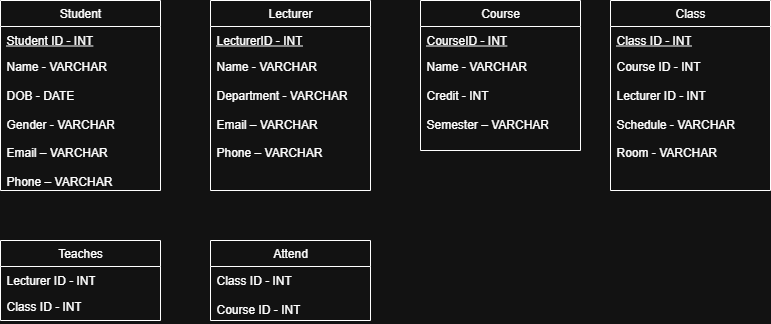 Student
Student ID - INT
Name - VARCHAR
DOB - DATE
Gender - VARCHAR
Email – VARCHAR
Phone – VARCHAR
Lecturer
LecturerID - INT
Name - VARCHAR
Department - VARCHAR
Email – VARCHAR
Phone - VARCHAR
Course
CourseID - INT
Name - VARCHAR
Credit - INT
Semester – VARCHAR
Class
Class ID - INT
Course ID - INT
Lecturer ID - INT
Schedule - VARCHAR
Room - VARCHAR
Teaches
Lecturer ID - INT
Class ID - INT
Attend
Class ID - INT
Course ID - INT